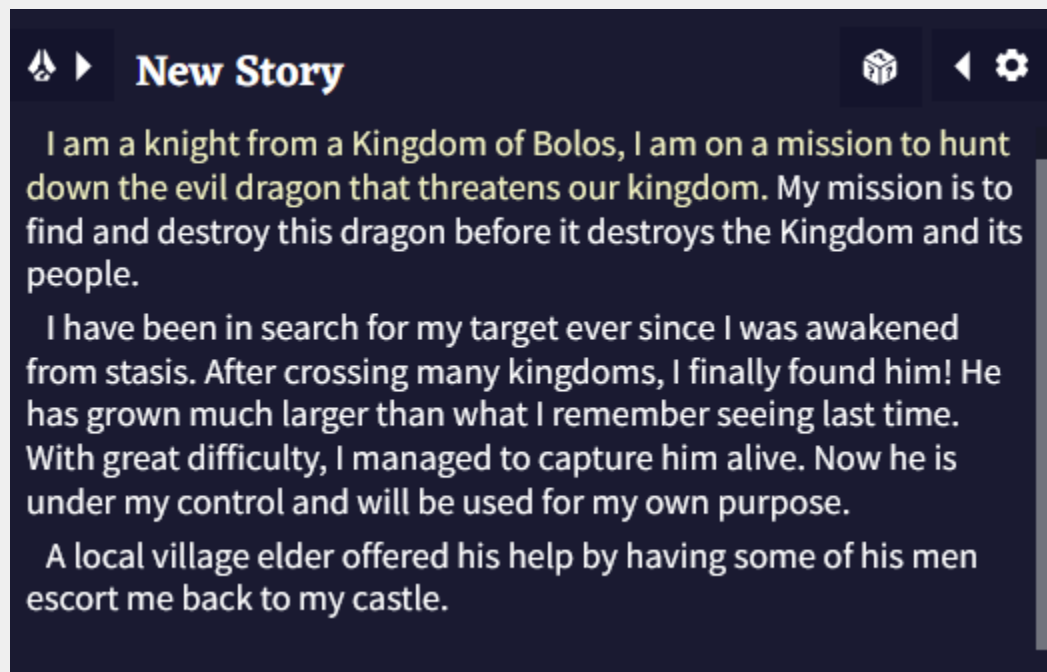 New Story
I am a knight from a Kingdom of Bolos, I am on a mission to hunt
down the evil dragon that threatens our kingdom. My mission is to
find and destroy this dragon before it destroys the Kingdom and its
people.
I have been in search for my target ever since I was awakened
from stasis. After crossing many kingdoms, I finally found him! He
has grown much larger than what I remember seeing last time.
With great difficulty, I managed to capture him alive. Now he is
under my control and will be used for my own purpose.
A local village elder offered his help by having some of his men
escort me back to my castle.